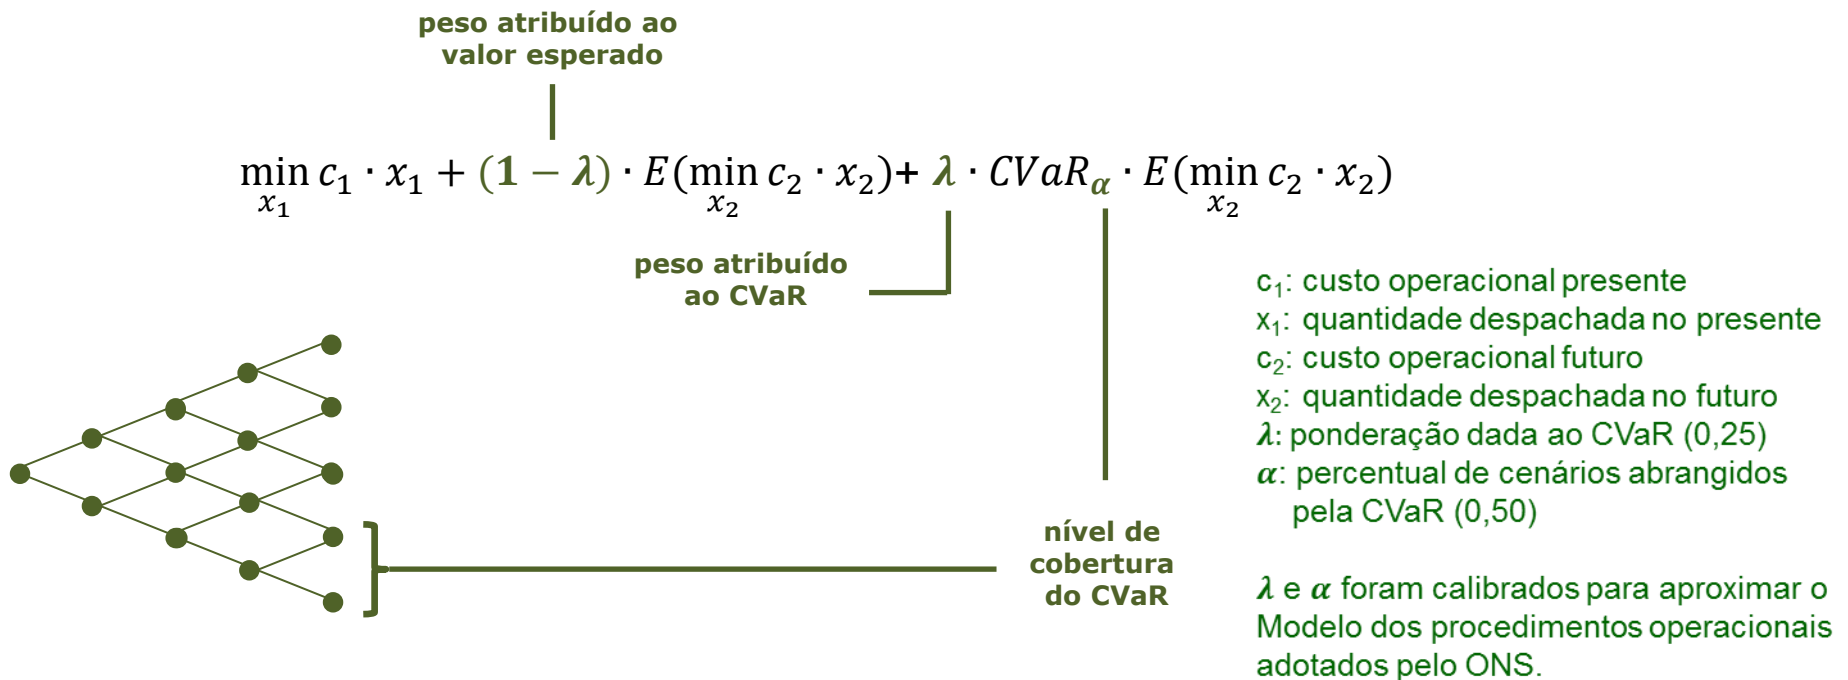 peso atribuído ao
valor esperado
min c₁ · x₁ + (1 − λ) · E(min c₂ · x₂)+ λ · CVaRα · E(min c₂ · x₂)
x₁ x₂ x₂
peso atribuído
ao CVaR
c₁: custo operacional presente
x₁: quantidade despachada no presente
c₂: custo operacional futuro
x₂: quantidade despachada no futuro
λ: ponderação dada ao CVaR (0,25)
α: percentual de cenários abrangidos
pela CVaR (0,50)
nível de
cobertura
do CVaR
λ e α foram calibrados para aproximar o
Modelo dos procedimentos operacionais
adotados pelo ONS.